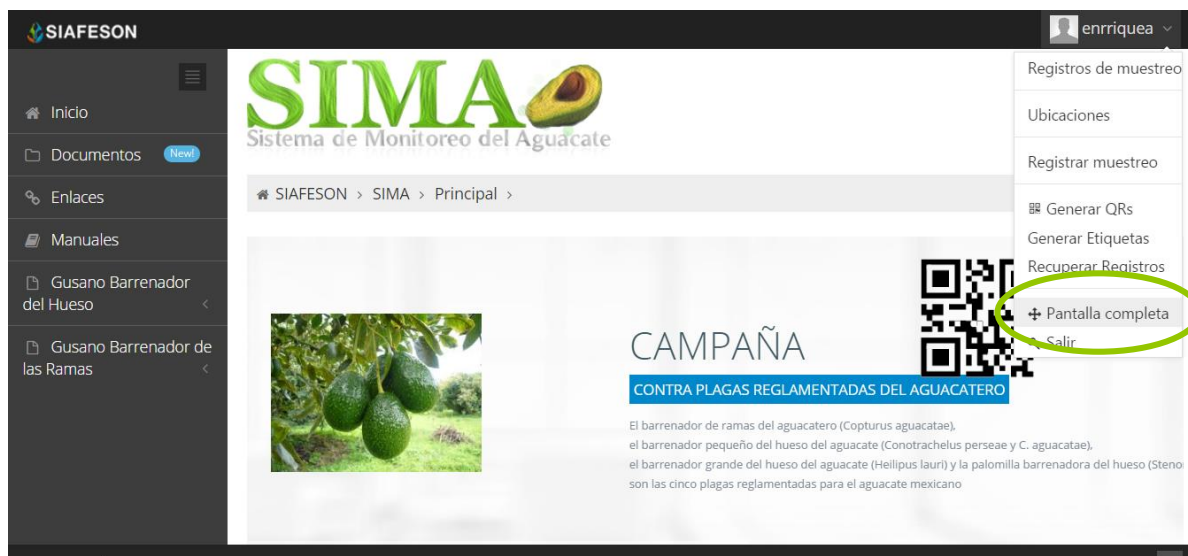 SIAFESON
enrriquea
Inicio
Documentos New!
Enlaces
Manuales
Gusano Barrenador
del Hueso
Gusano Barrenador de
las Ramas
SIMA
Sistema de Monitoreo del Aguacate
SIAFESON > SIMA > Principal >
Registros de muestreo
Ubicaciones
Registrar muestreo
Generar QRs
Generar Etiquetas
Recuperar Registros
Pantalla completa
Salir
CAMPAÑA
CONTRA PLAGAS REGLAMENTADAS DEL AGUACATERO
El barrenador de ramas del aguacatero (Copturus aguacatae),
el barrenador pequeño del hueso del aguacate (Conotrachelus perseae y C. aguacatae),
el barrenador grande del hueso del aguacate (Heilipus lauri) y la palomilla barrenadora del hueso (Steno
son las cinco plagas reglamentadas para el aguacate mexicano